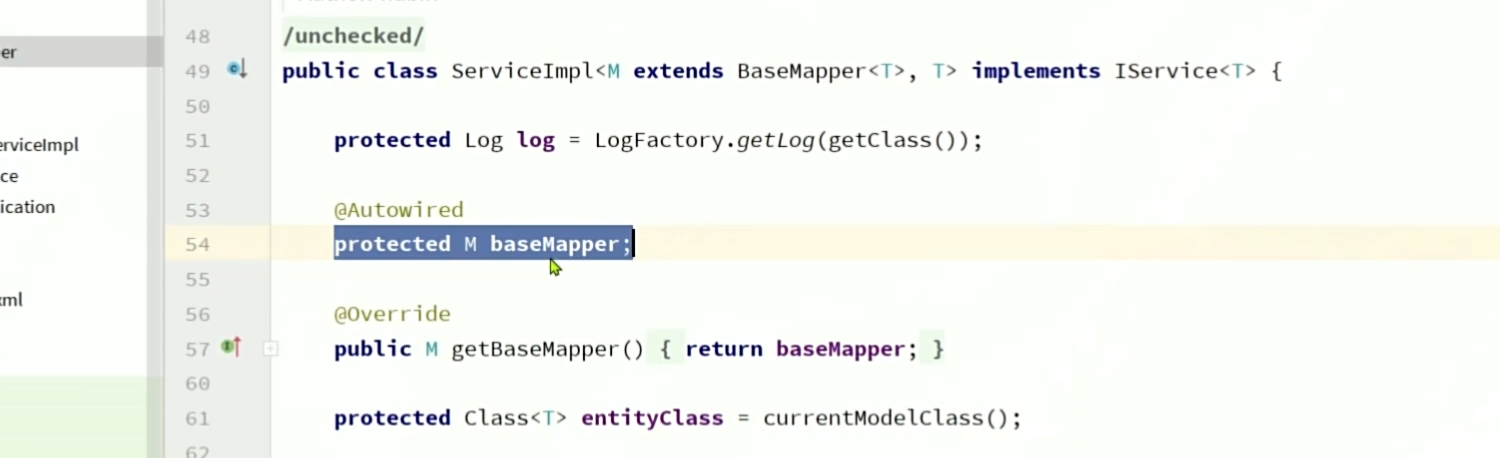 er
erviceImpl
ce
ication
xml
48 /unchecked/
49 public class ServiceImpl<M extends BaseMapper<T>, T> implements IService<T> {
50
51 protected Log log = LogFactory.getLog(getClass());
52
53 @Autowired
54 protected M baseMapper;
55
56 @Override
57 public M getBaseMapper() { return baseMapper; }
60
61 protected Class<T> entityClass = currentModelClass();
62